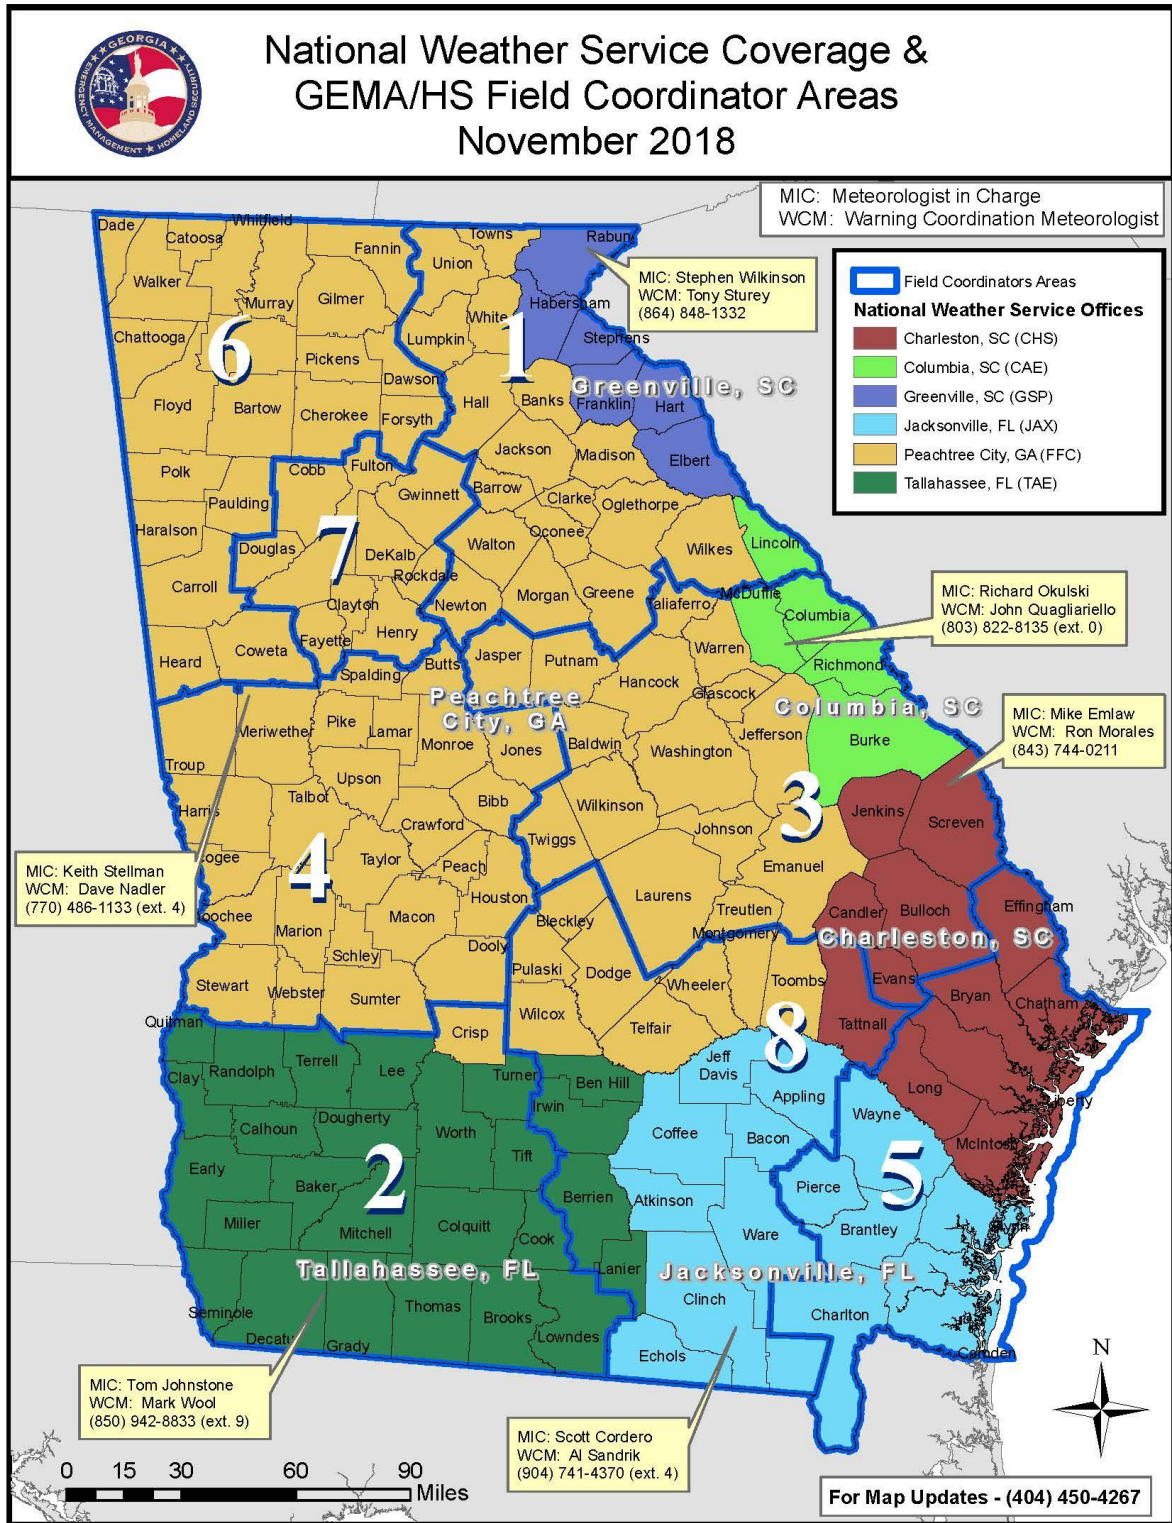 National Weather Service Coverage &
GEMA/HS Field Coordinator Areas
November 2018
GEORGIA
EMERGENCY MANAGEMENT ★ HOMELAND SECURITY
MIC: Meteorologist in Charge
WCM: Warning Coordination Meteorologist
Field Coordinators Areas
National Weather Service Offices
Charleston, SC (CHS)
Columbia, SC (CAE)
Greenville, SC (GSP)
Jacksonville, FL (JAX)
Peachtree City, GA (FFC)
Tallahassee, FL (TAE)
MIC: Stephen Wilkinson
WCM: Tony Sturey
(864) 848-1332
MIC: Richard Okulski
WCM: John Quagliariello
(803) 822-8135 (ext. 0)
MIC: Mike Emlaw
WCM: Ron Morales
(843) 744-0211
MIC: Keith Stellman
WCM: Dave Nadler
(770) 486-1133 (ext. 4)
MIC: Tom Johnstone
WCM: Mark Wool
(850) 942-8833 (ext. 9)
MIC: Scott Cordero
WCM: Al Sandrik
(904) 741-4370 (ext. 4)
Dade
Catoosa
Whitfield
Fannin
Towns
Rabun
Union
Walker
Murray
Gilmer
White
Habersham
Chattooga
Lumpkin
Stephens
6
1
Pickens
Dawson
Greenville, SC
Floyd
Bartow
Cherokee
Forsyth
Hall
Banks
Franklin
Hart
Jackson
Madison
Elbert
Polk
Cobb
Fulton
Gwinnett
Barrow
Clarke
Oglethorpe
Paulding
Haralson
Oconee
7
Douglas
DeKalb
Walton
Wilkes
Lincoln
Carroll
Rockdale
Clayton
Newton
Morgan
Greene
Taliaferro
McDuffie
Columbia
Fayette
Henry
Heard
Coweta
Butts
Jasper
Putnam
Warren
Richmond
Spalding
Hancock
Glascock
Peachtree
City, GA
Columbia, SC
Meriwether
Pike
Lamar
Monroe
Jones
Baldwin
Washington
Jefferson
Burke
Troup
Upson
Talbot
Bibb
Wilkinson
3
Harris
Crawford
Twiggs
Johnson
Jenkins
Screven
ogee
4
Taylor
Peach
Emanuel
Houston
Laurens
oochee
Marion
Macon
Bleckley
Treutlen
Candler
Bulloch
Effingham
Montgomery
Charleston, SC
Schley
Dooly
Pulaski
Dodge
Wheeler
Toombs
Evans
Stewart
Webster
Sumter
Wilcox
Bryan
Chatham
Quitman
Crisp
Telfair
8
Tattnall
Clay
Randolph
Terrell
Lee
Turner
Ben Hill
Jeff
Davis
Appling
Long
Liberty
Irwin
Wayne
Calhoun
Dougherty
Worth
Coffee
Bacon
McIntosh
Early
2
Tift
5
Baker
Berrien
Atkinson
Pierce
Miller
Mitchell
Colquitt
Cook
Ware
Brantley
Tallahassee, FL
Lanier
Jacksonville, FL
Clinch
Seminole
Thomas
Brooks
Charlton
Decatu
Grady
Lowndes
Echols
Camden
N
0 15 30 60 90
Miles
For Map Updates - (404) 450-4267